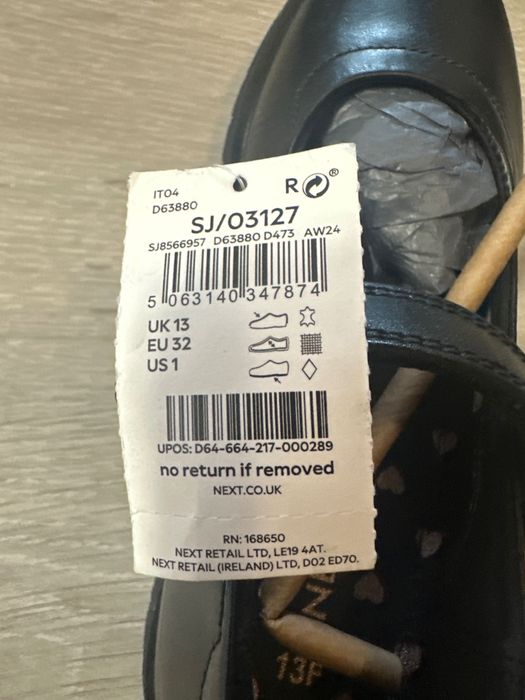 IT04
D63880
R®
SJ/03127
SJ8566957 D63880 D473 AW24
5 063140 347874
UK 13
EU 32
US 1
UPOS: D64-664-217-000289
no return if removed
NEXT.CO.UK
RN: 168650
NEXT RETAIL LTD, LE19 4AT.
NEXT RETAIL (IRELAND) LTD, D02 ED70.
13F